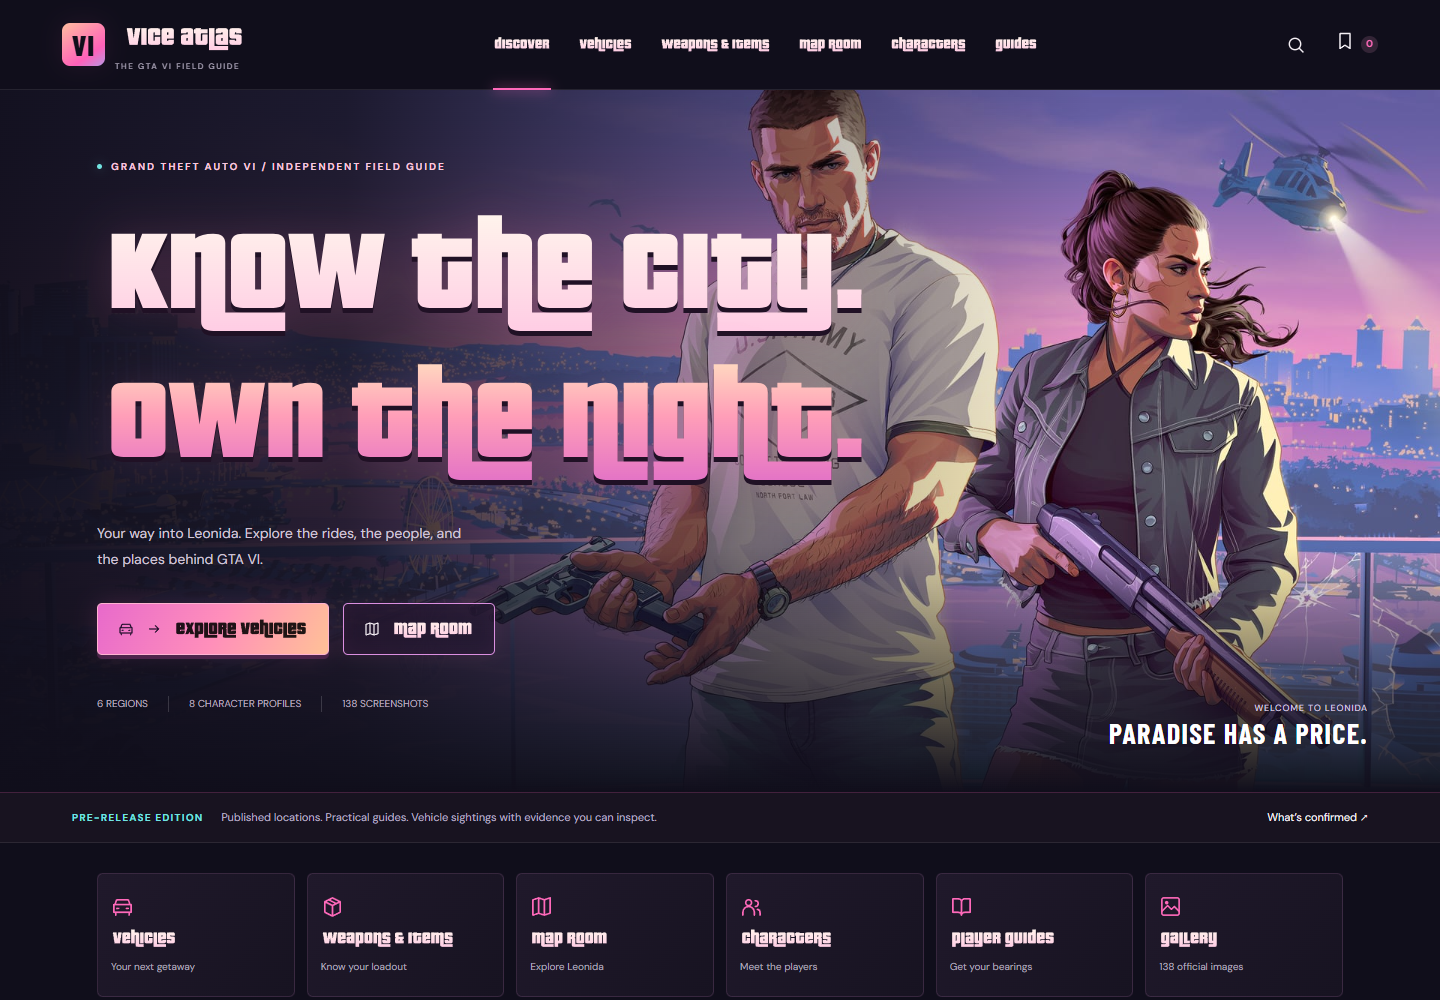 VI
vice atlas
THE GTA VI FIELD GUIDE
discover
vehicles
weapons & items
map room
characters
guides
0
GRAND THEFT AUTO VI / INDEPENDENT FIELD GUIDE
know the city.
own the night.
U.S. ARMY
NORTH FORT LAW
Your way into Leonida. Explore the rides, the people, and
the places behind GTA VI.
explore vehicles
map room
6 REGIONS
8 CHARACTER PROFILES
138 SCREENSHOTS
WELCOME TO LEONIDA
PARADISE HAS A PRICE.
PRE-RELEASE EDITION
Published locations. Practical guides. Vehicle sightings with evidence you can inspect.
What's confirmed ↗
vehicles
Your next getaway
weapons & items
Know your loadout
map room
Explore Leonida
characters
Meet the players
player guides
Get your bearings
gallery
138 official images